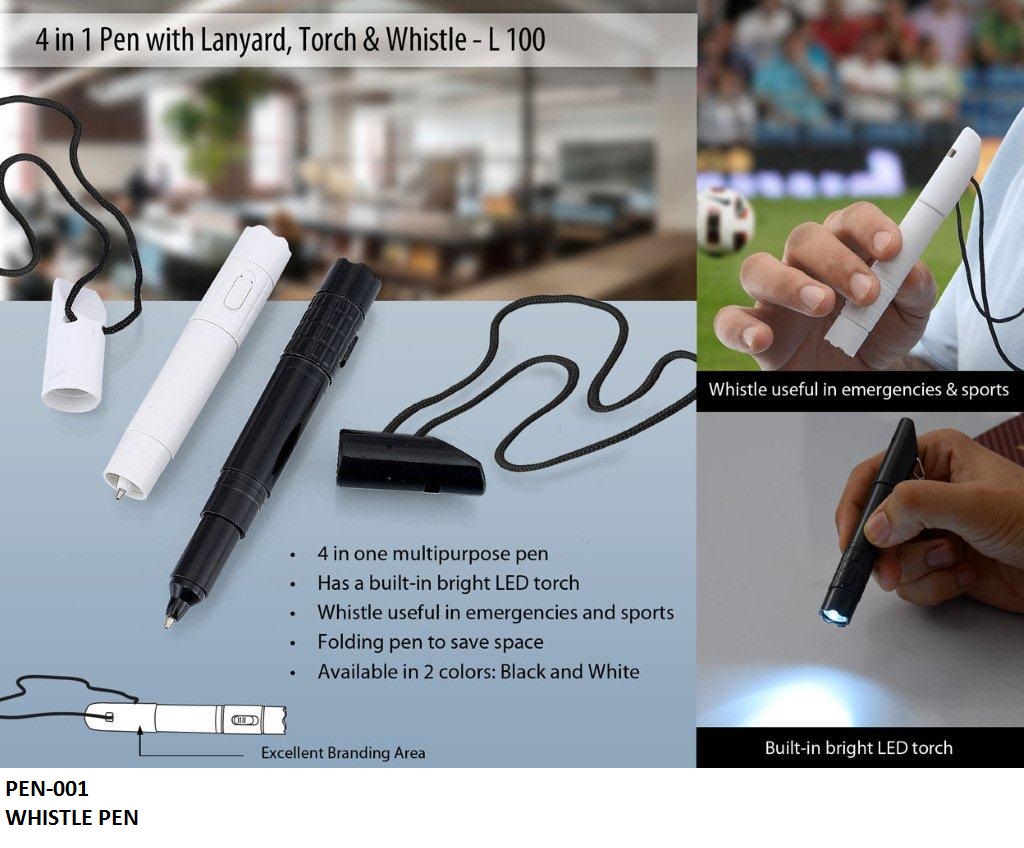 4 in 1 Pen with Lanyard, Torch & Whistle - L 100
Whistle useful in emergencies & sports
• 4 in one multipurpose pen
• Has a built-in bright LED torch
• Whistle useful in emergencies and sports
• Folding pen to save space
• Available in 2 colors: Black and White
Excellent Branding Area
Built-in bright LED torch
PEN-001
WHISTLE PEN